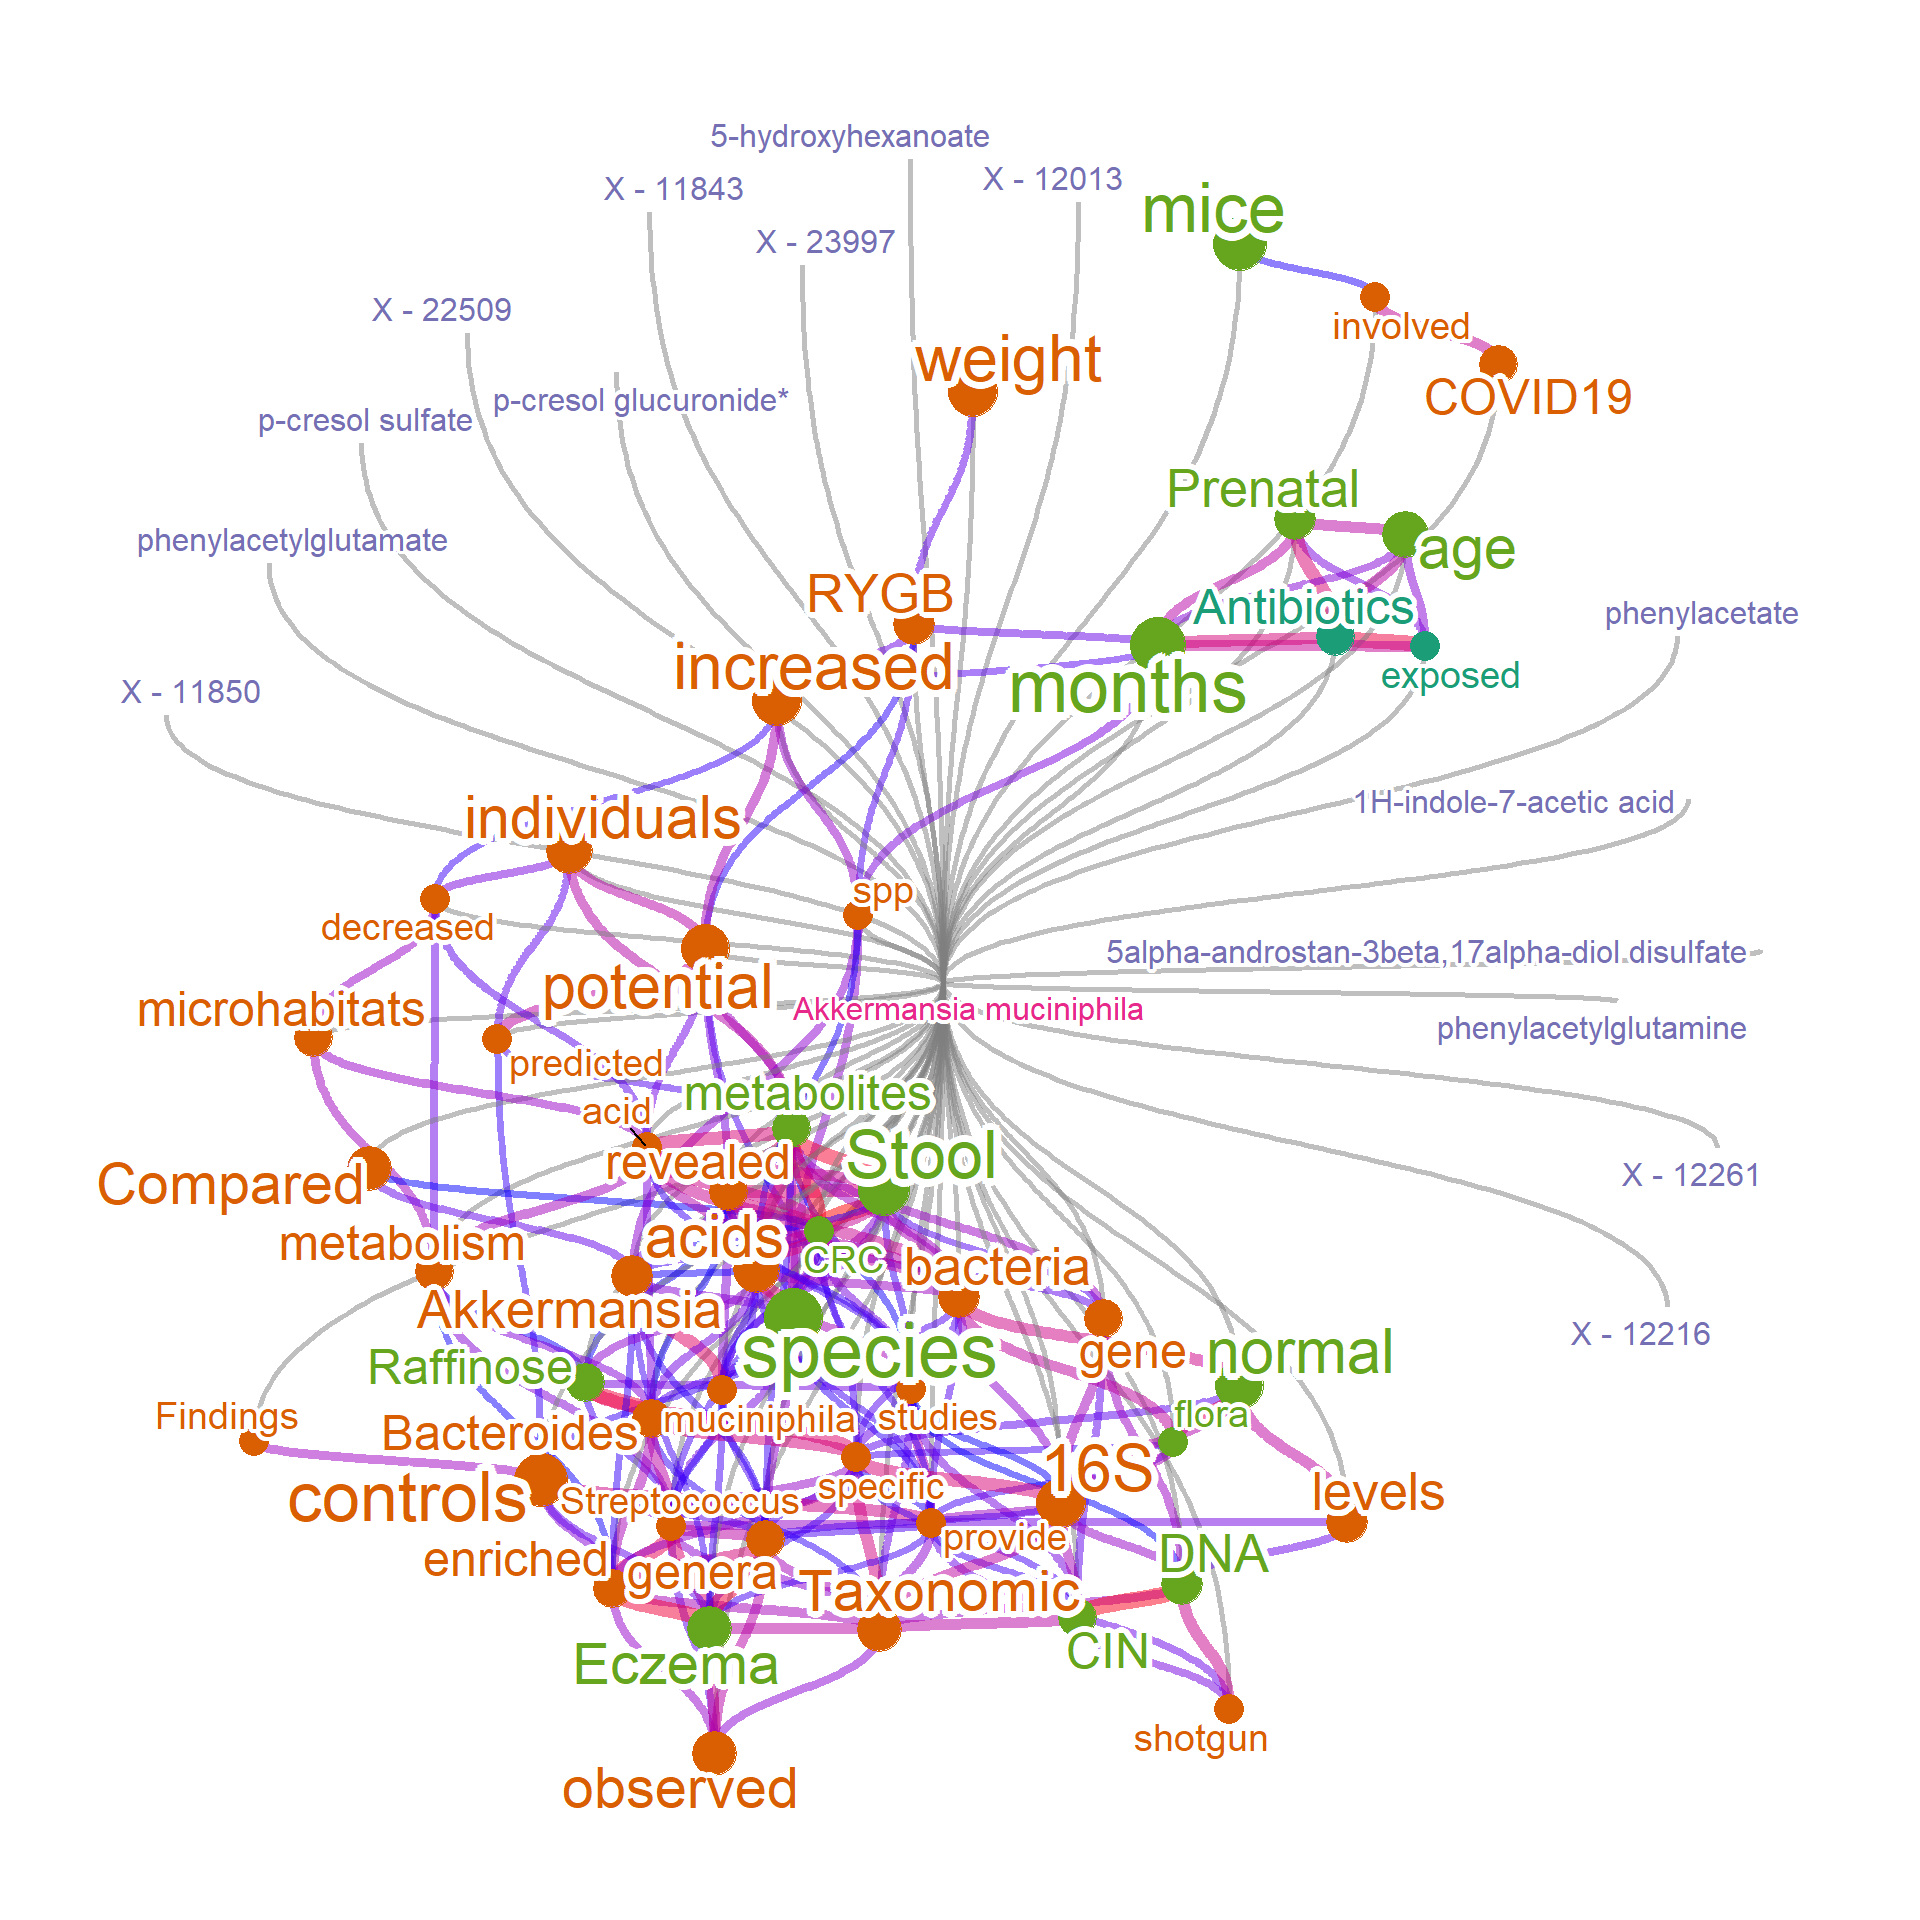 5-hydroxyhexanoate
X - 12013
X - 11843
mice
X - 23997
X - 22509
involved
weight
COVID19
p-cresol glucuronide*
p-cresol sulfate
Prenatal
phenylacetylglutamate
age
RYGB
Antibiotics
phenylacetate
increased
exposed
months
X - 11850
1H-indole-7-acetic acid
individuals
spp
decreased
5alpha-androstan-3beta,17alpha-diol disulfate
potential
microhabitats
Akkermansia muciniphila
phenylacetylglutamine
predicted
metabolites
acid
Stool
revealed
X - 12261
Compared
acids
metabolism
CRC
bacteria
Akkermansia
X - 12216
species
gene
normal
Raffinose
Findings
muciniphila
studies
flora
Bacteroides
16S
specific
levels
controls
Streptococcus
provide
DNA
enriched
genera
Taxonomic
CIN
Eczema
shotgun
observed